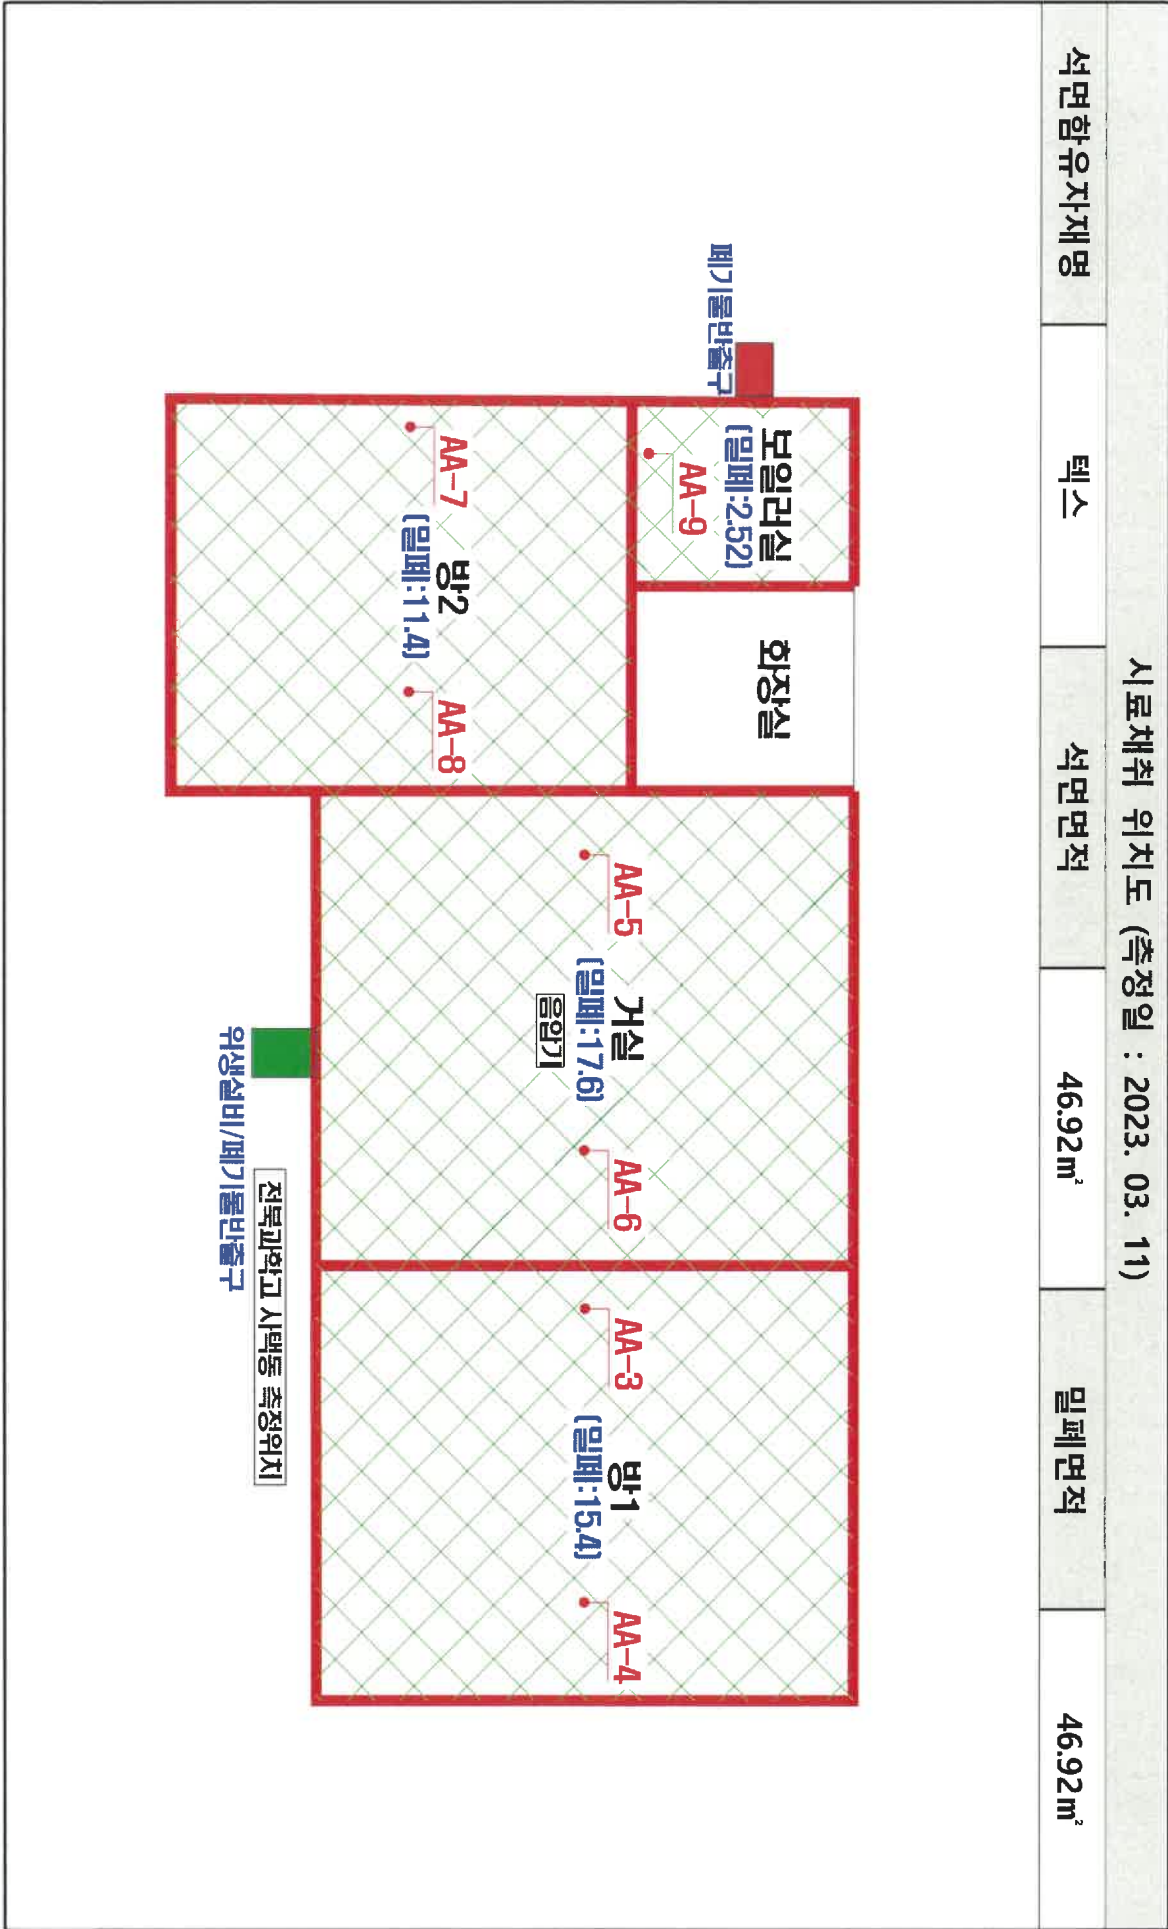 시료채취 위치도 (측정일 : 2023. 03. 11)
석면함유자재명 텍스 석면면적 46.92m² 밀폐면적 46.92m²
폐기물반출구
보일러실
(밀폐:2.52)
AA-9
화장실
AA-7
방2
(밀폐:11.4)
AA-8
AA-5
거실
(밀폐:17.6)
음압기
AA-6
AA-3
방1
(밀폐:15.4)
AA-4
위생설비/폐기물반출구
전북과학고 사택동 측정위치